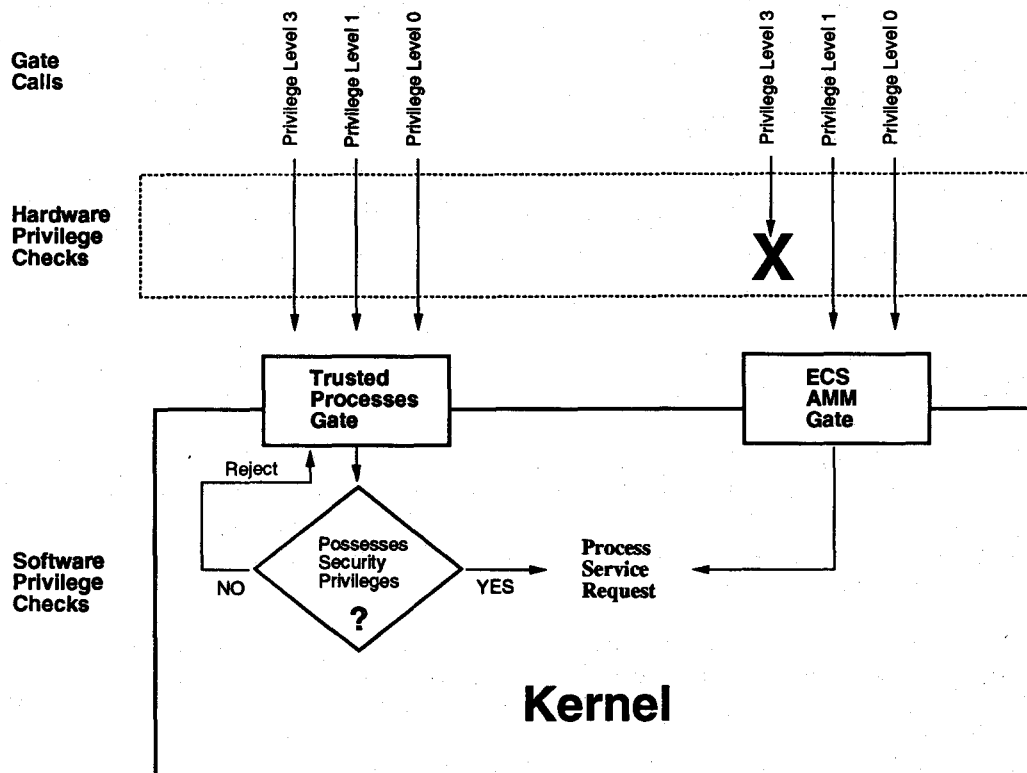 Gate
Calls
Privilege Level 3
Privilege Level 1
Privilege Level 0
Privilege Level 3
Privilege Level 1
Privilege Level 0
Hardware
Privilege
Checks
X
Trusted
Processes
Gate
ECS
AMM
Gate
Reject
Software
Privilege
Checks
Possesses
Security
Privileges
?
NO
YES
Process
Service
Request
Kernel